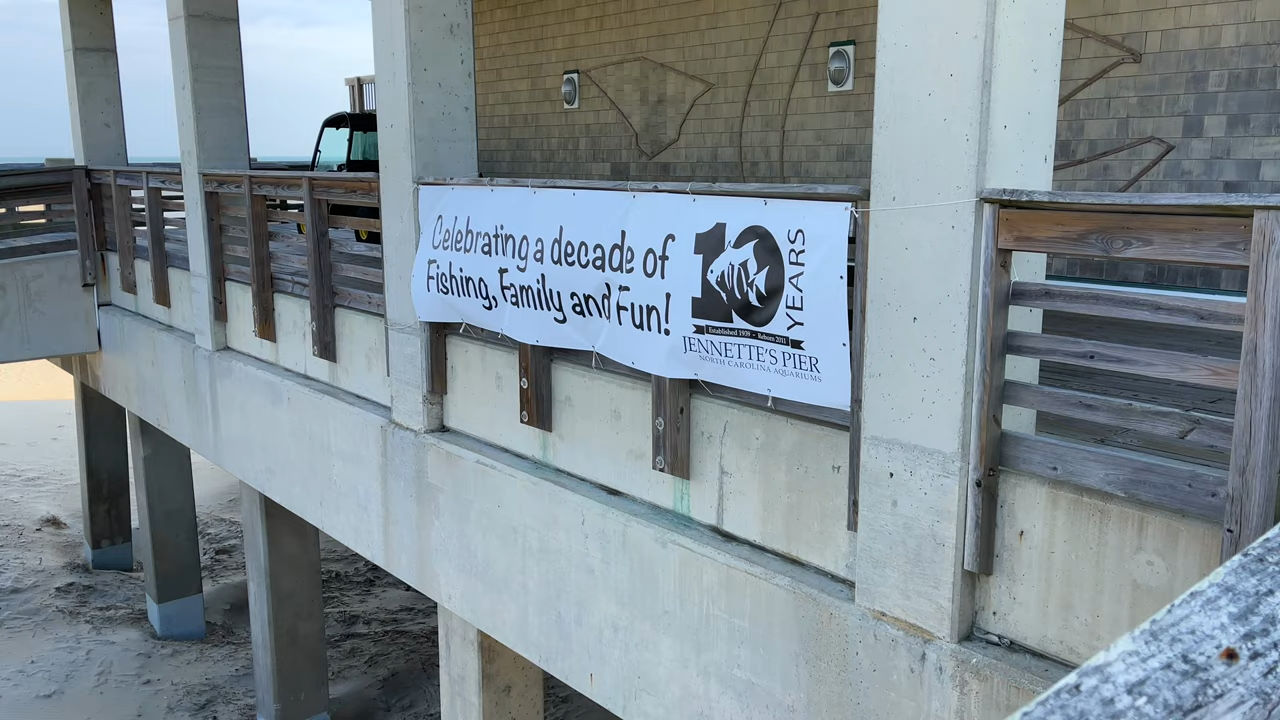 Celebrating a decade of
Fishing, Family and Fun!
10
YEARS
Established 1939 - Reborn 2011
JENNETTE'S PIER
NORTH CAROLINA AQUARIUMS